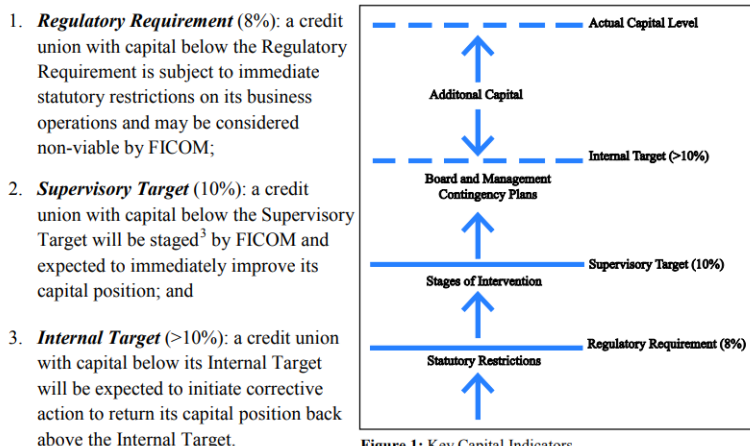 1. Regulatory Requirement (8%): a credit
union with capital below the Regulatory
Requirement is subject to immediate
statutory restrictions on its business
operations and may be considered
non-viable by FICOM;
2. Supervisory Target (10%): a credit
union with capital below the Supervisory
Target will be staged3 by FICOM and
expected to immediately improve its
capital position; and
3. Internal Target (>10%): a credit union
with capital below its Internal Target
will be expected to initiate corrective
action to return its capital position back
above the Internal Target.
Actual Capital Level
Additonal Capital
Internal Target (>10%)
Board and Management
Contingency Plans
Supervisory Target (10%)
Stages of Intervention
Regulatory Requirement (8%)
Statutory Restrictions
Figure 1: Key Capital Indicators